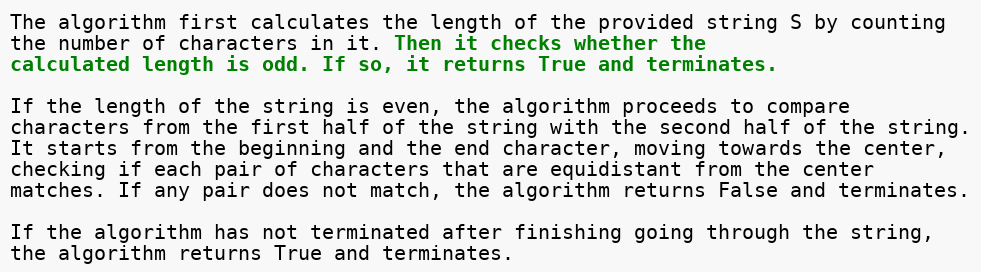 The algorithm first calculates the length of the provided string S by counting
the number of characters in it. Then it checks whether the
calculated length is odd. If so, it returns True and terminates.
If the length of the string is even, the algorithm proceeds to compare
characters from the first half of the string with the second half of the string.
It starts from the beginning and the end character, moving towards the center,
checking if each pair of characters that are equidistant from the center
matches. If any pair does not match, the algorithm returns False and terminates.
If the algorithm has not terminated after finishing going through the string,
the algorithm returns True and terminates.